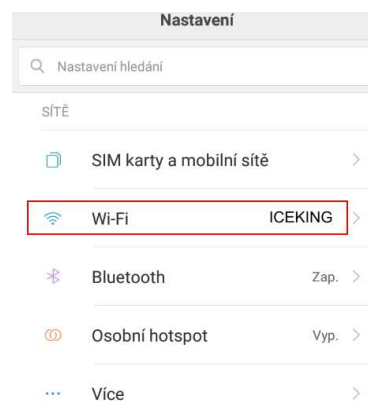 Nastavení
Nastavení hledání
SÍTĚ
SIM karty a mobilní sítě
Wi-Fi ICEKING
Bluetooth Zap.
Osobní hotspot Vyp.
Více